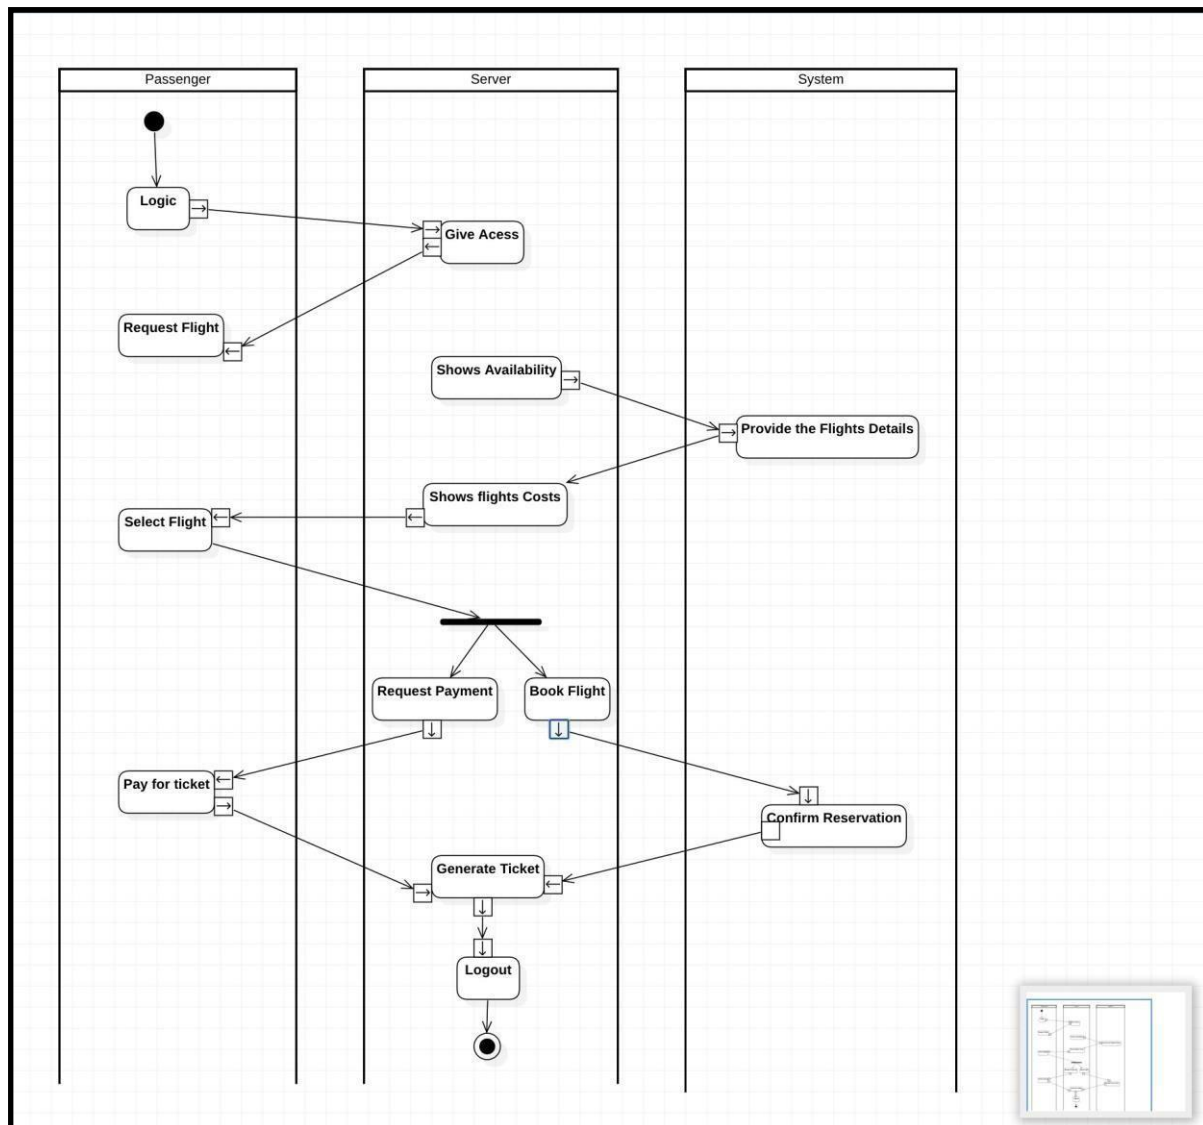 Passenger
Server
System
Logic
Give Acess
Request Flight
Shows Availability
Provide the Flights Details
Shows flights Costs
Select Flight
Request Payment
Book Flight
Pay for ticket
Confirm Reservation
Generate Ticket
Logout